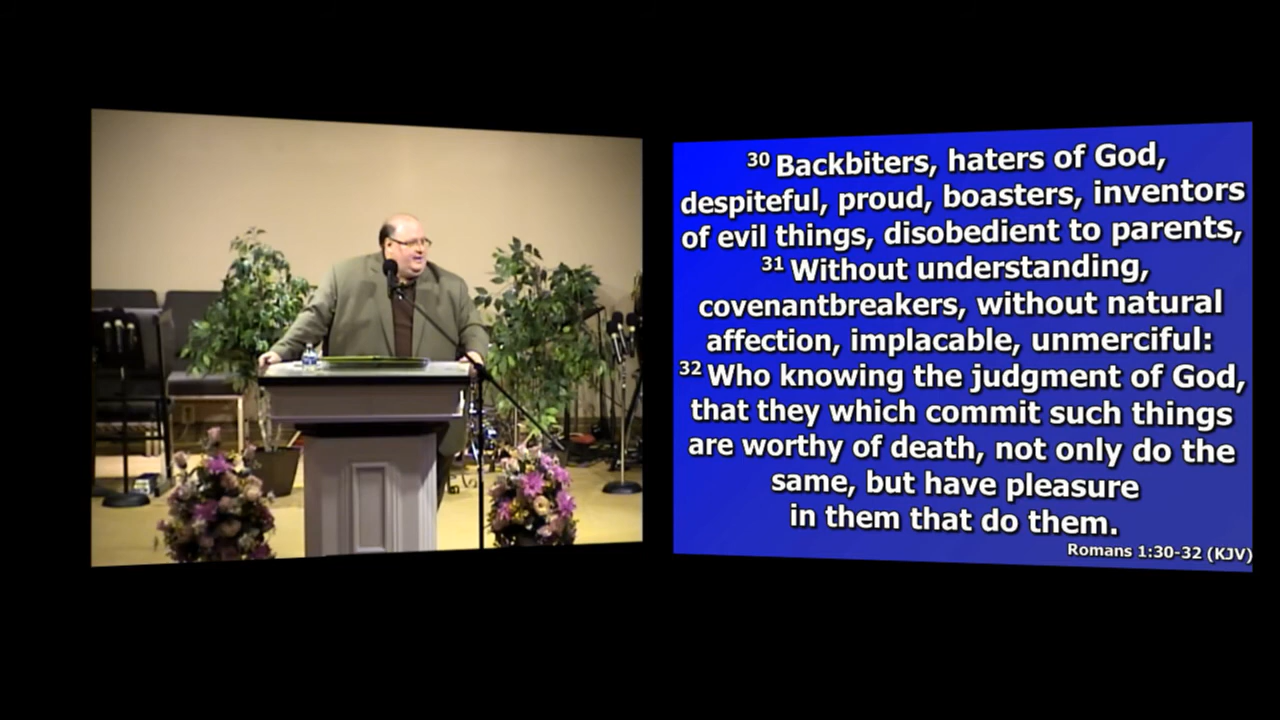 30 Backbiters, haters of God,
despiteful, proud, boasters, inventors
of evil things, disobedient to parents,
31 Without understanding,
covenantbreakers, without natural
affection, implacable, unmerciful:
32 Who knowing the judgment of God,
that they which commit such things
are worthy of death, not only do the
same, but have pleasure
in them that do them.
Romans 1:30-32 (KJV)